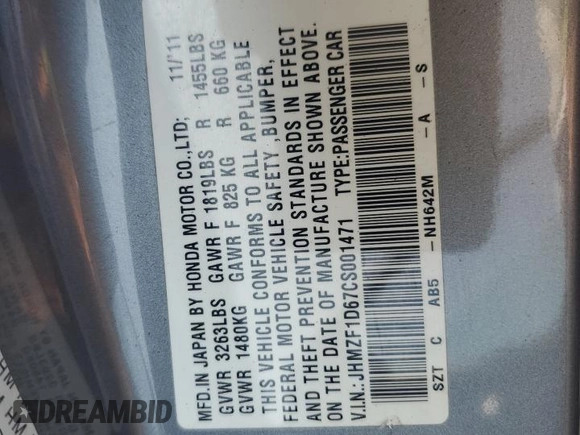 MFD.IN JAPAN BY HONDA MOTOR CO.,LTD; 11/'11
GVWR 3263LBS GAWR F 1819LBS R 1455LBS
GVWR 1480KG GAWR F 825 KG R 660 KG
THIS VEHICLE CONFORMS TO ALL APPLICABLE
FEDERAL MOTOR VEHICLE SAFETY ,BUMPER,
AND THEFT PREVENTION STANDARDS IN EFFECT
ON THE DATE OF MANUFACTURE SHOWN ABOVE.
V.I.N.: JHMZF1D67CS001471 TYPE:PASSENGER CAR
SZT C AB5 -NH642M -A -S
DREAMBID